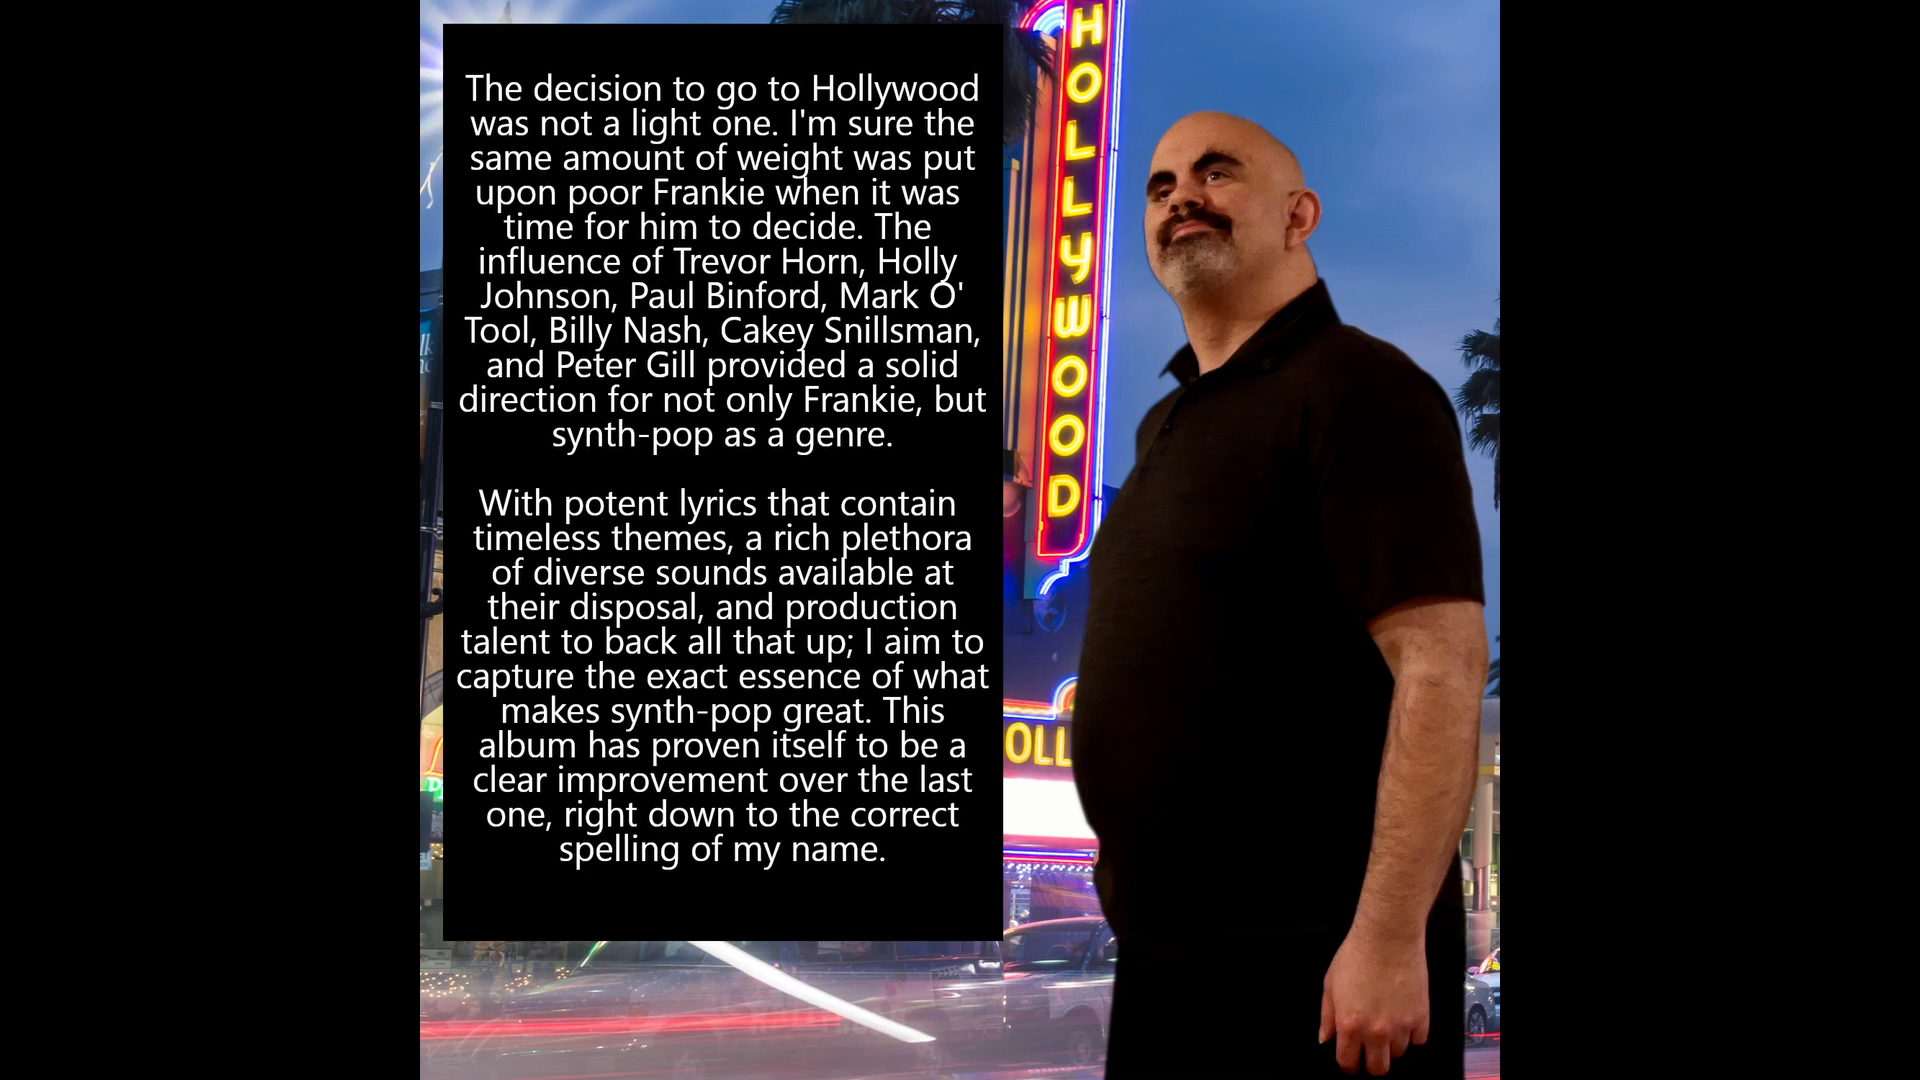 The decision to go to Hollywood
was not a light one. I'm sure the
same amount of weight was put
upon poor Frankie when it was
time for him to decide. The
influence of Trevor Horn, Holly
Johnson, Paul Binford, Mark O'
Tool, Billy Nash, Cakey Snillsman,
and Peter Gill provided a solid
direction for not only Frankie, but
synth-pop as a genre.
With potent lyrics that contain
timeless themes, a rich plethora
of diverse sounds available at
their disposal, and production
talent to back all that up; I aim to
capture the exact essence of what
makes synth-pop great. This
album has proven itself to be a
clear improvement over the last
one, right down to the correct
spelling of my name.
HOLLYWOOD
OLL